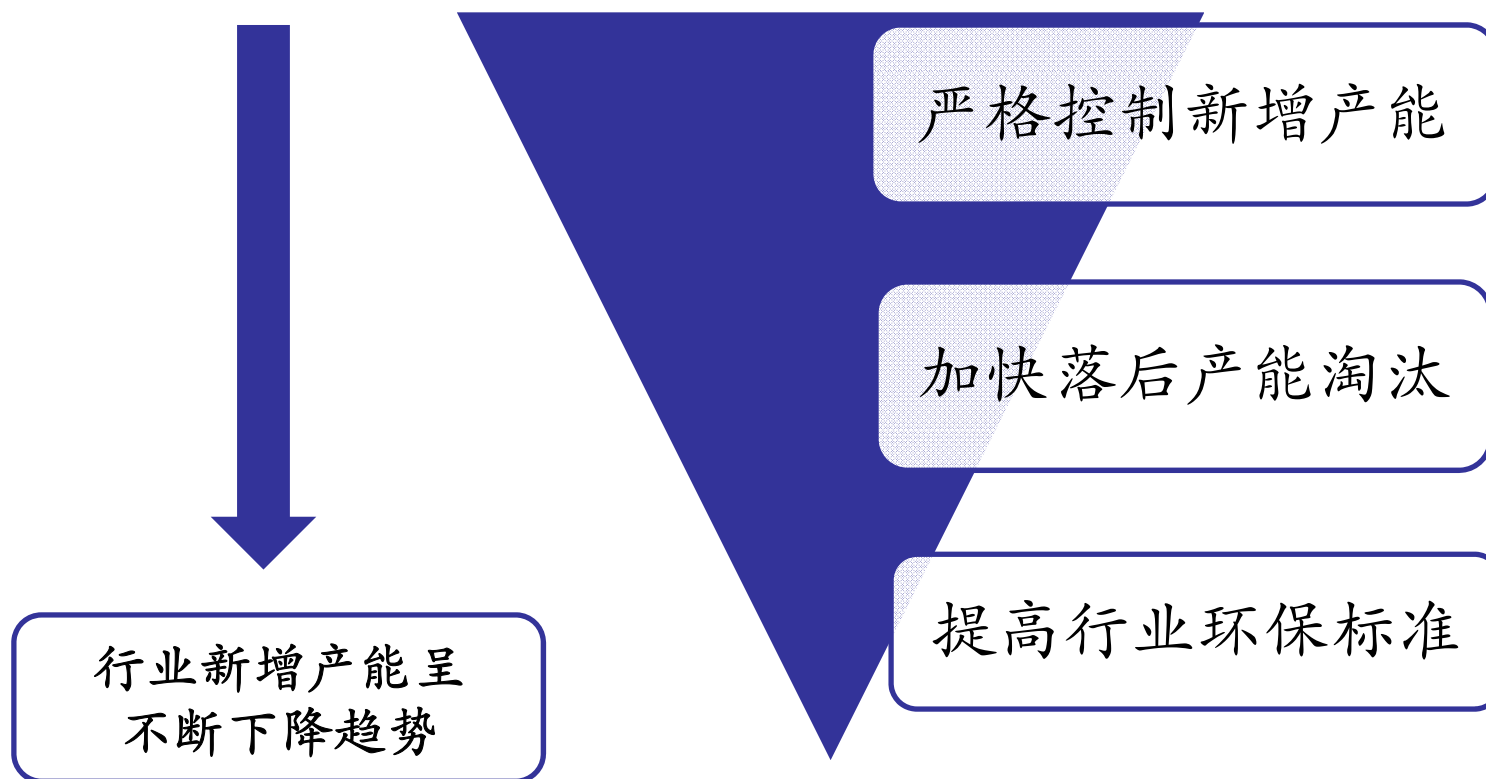 严格控制新增产能
加快落后产能淘汰
提高行业环保标准
行业新增产能呈
不断下降趋势